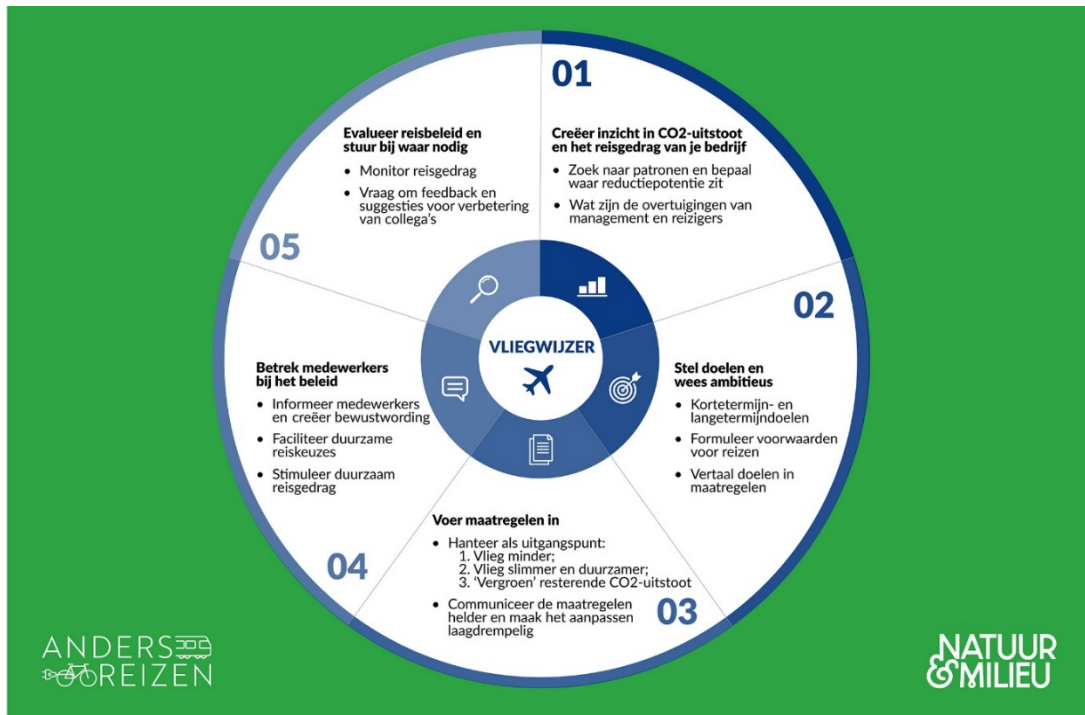 01
Creëer inzicht in CO2-uitstoot
en het reisgedrag van je bedrijf
• Zoek naar patronen en bepaal
waar reductiepotentie zit
• Wat zijn de overtuigingen van
management en reizigers
02
Stel doelen en
wees ambitieus
• Kortetermijn- en
langetermijndoelen
• Formuleer voorwaarden
voor reizen
• Vertaal doelen in
maatregelen
Voer maatregelen in
• Hanteer als uitgangspunt:
1. Vlieg minder;
2. Vlieg slimmer en duurzamer;
3. ‘Vergroen’ resterende CO2-uitstoot
• Communiceer de maatregelen
helder en maak het aanpassen
laagdrempelig
03
Betrek medewerkers
bij het beleid
• Informeer medewerkers
en creëer bewustwording
• Faciliteer duurzame
reiskeuzes
• Stimuleer duurzaam
reisgedrag
04
Evalueer reisbeleid en
stuur bij waar nodig
• Monitor reisgedrag
• Vraag om feedback en
suggesties voor verbetering
van collega’s
05
VLIEGWIJZER
ANDERS
REIZEN
NATUUR
& MILIEU